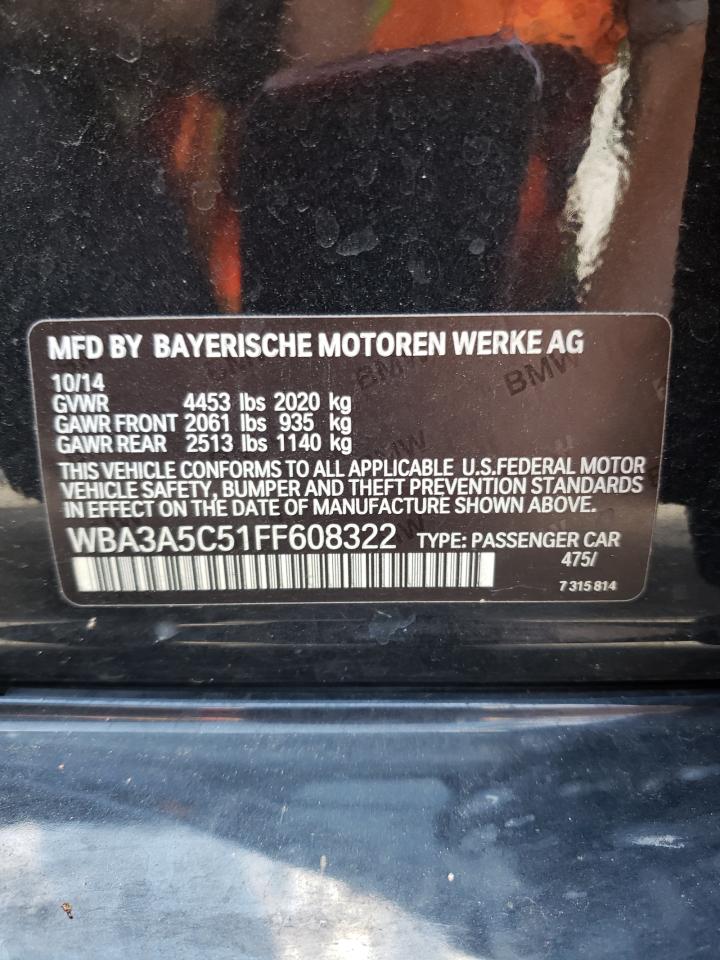 MFD BY BAYERISCHE MOTOREN WERKE AG
10/14
GVWR 4453 lbs 2020 kg
GAWR FRONT 2061 lbs 935 kg
GAWR REAR 2513 lbs 1140 kg
THIS VEHICLE CONFORMS TO ALL APPLICABLE U.S.FEDERAL MOTOR
VEHICLE SAFETY, BUMPER AND THEFT PREVENTION STANDARDS
IN EFFECT ON THE DATE OF MANUFACTURE SHOWN ABOVE.
WBA3A5C51FF608322 TYPE: PASSENGER CAR
475/
7 315 814
BMW
BMW
BMW